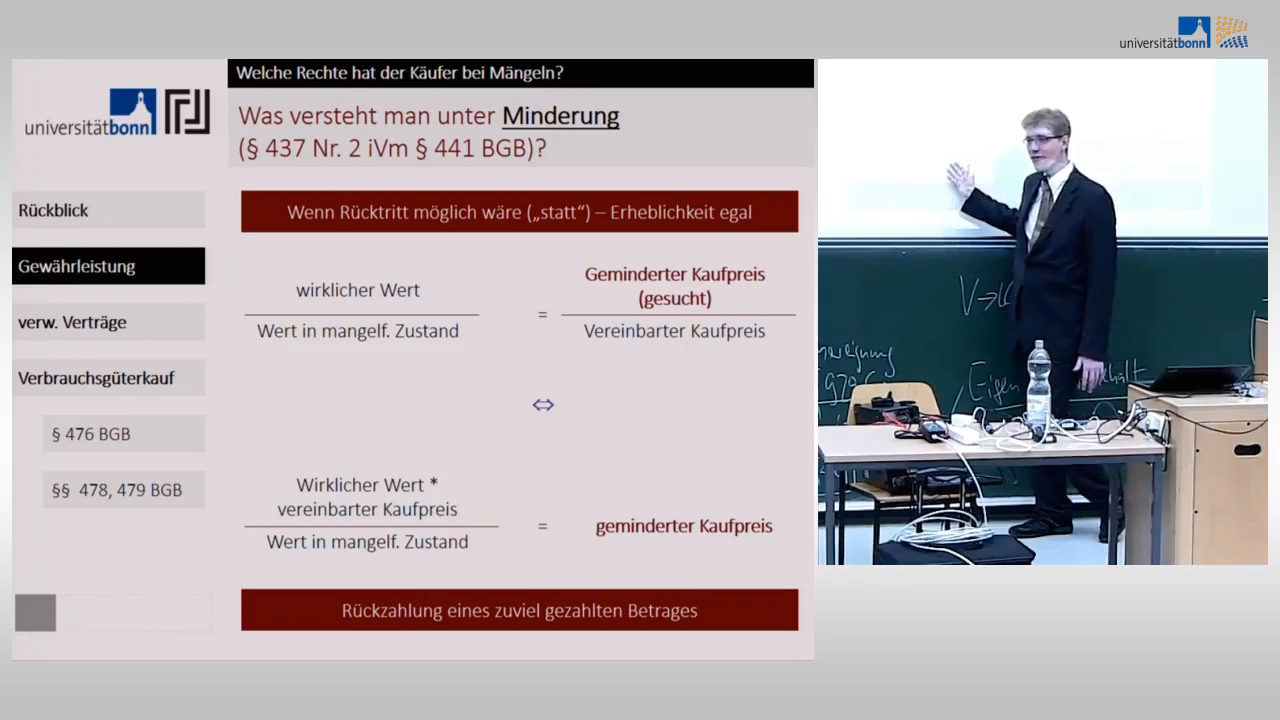 universitätbonn
Welche Rechte hat der Käufer bei Mängeln?
universitätbonn
Was versteht man unter Minderung
(§ 437 Nr. 2 iVm § 441 BGB)?
Rückblick
Gewährleistung
verw. Verträge
Verbrauchsgüterkauf
§ 476 BGB
§§ 478, 479 BGB
Wenn Rücktritt möglich wäre („statt“) – Erheblichkeit egal
wirklicher Wert
Wert in mangelf. Zustand
=
Geminderter Kaufpreis
(gesucht)
Vereinbarter Kaufpreis
⇔
Wirklicher Wert *
vereinbarter Kaufpreis
Wert in mangelf. Zustand
=
geminderter Kaufpreis
Rückzahlung eines zuviel gezahlten Betrages
V→K
Eigen